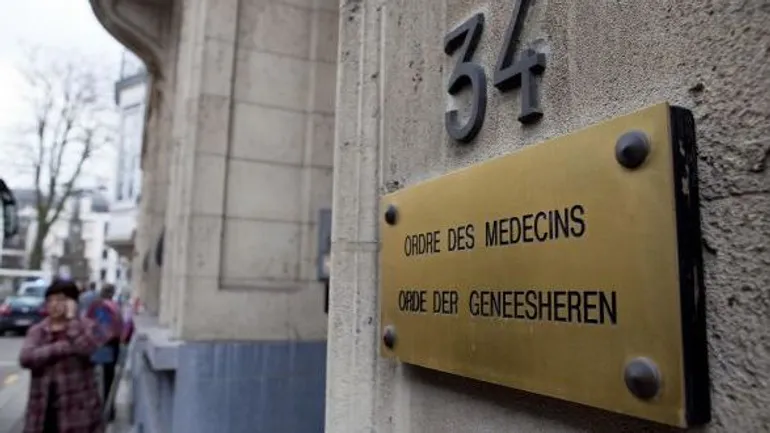 34
ORDRE DES MEDECINS
ORDE DER GENEESHEREN